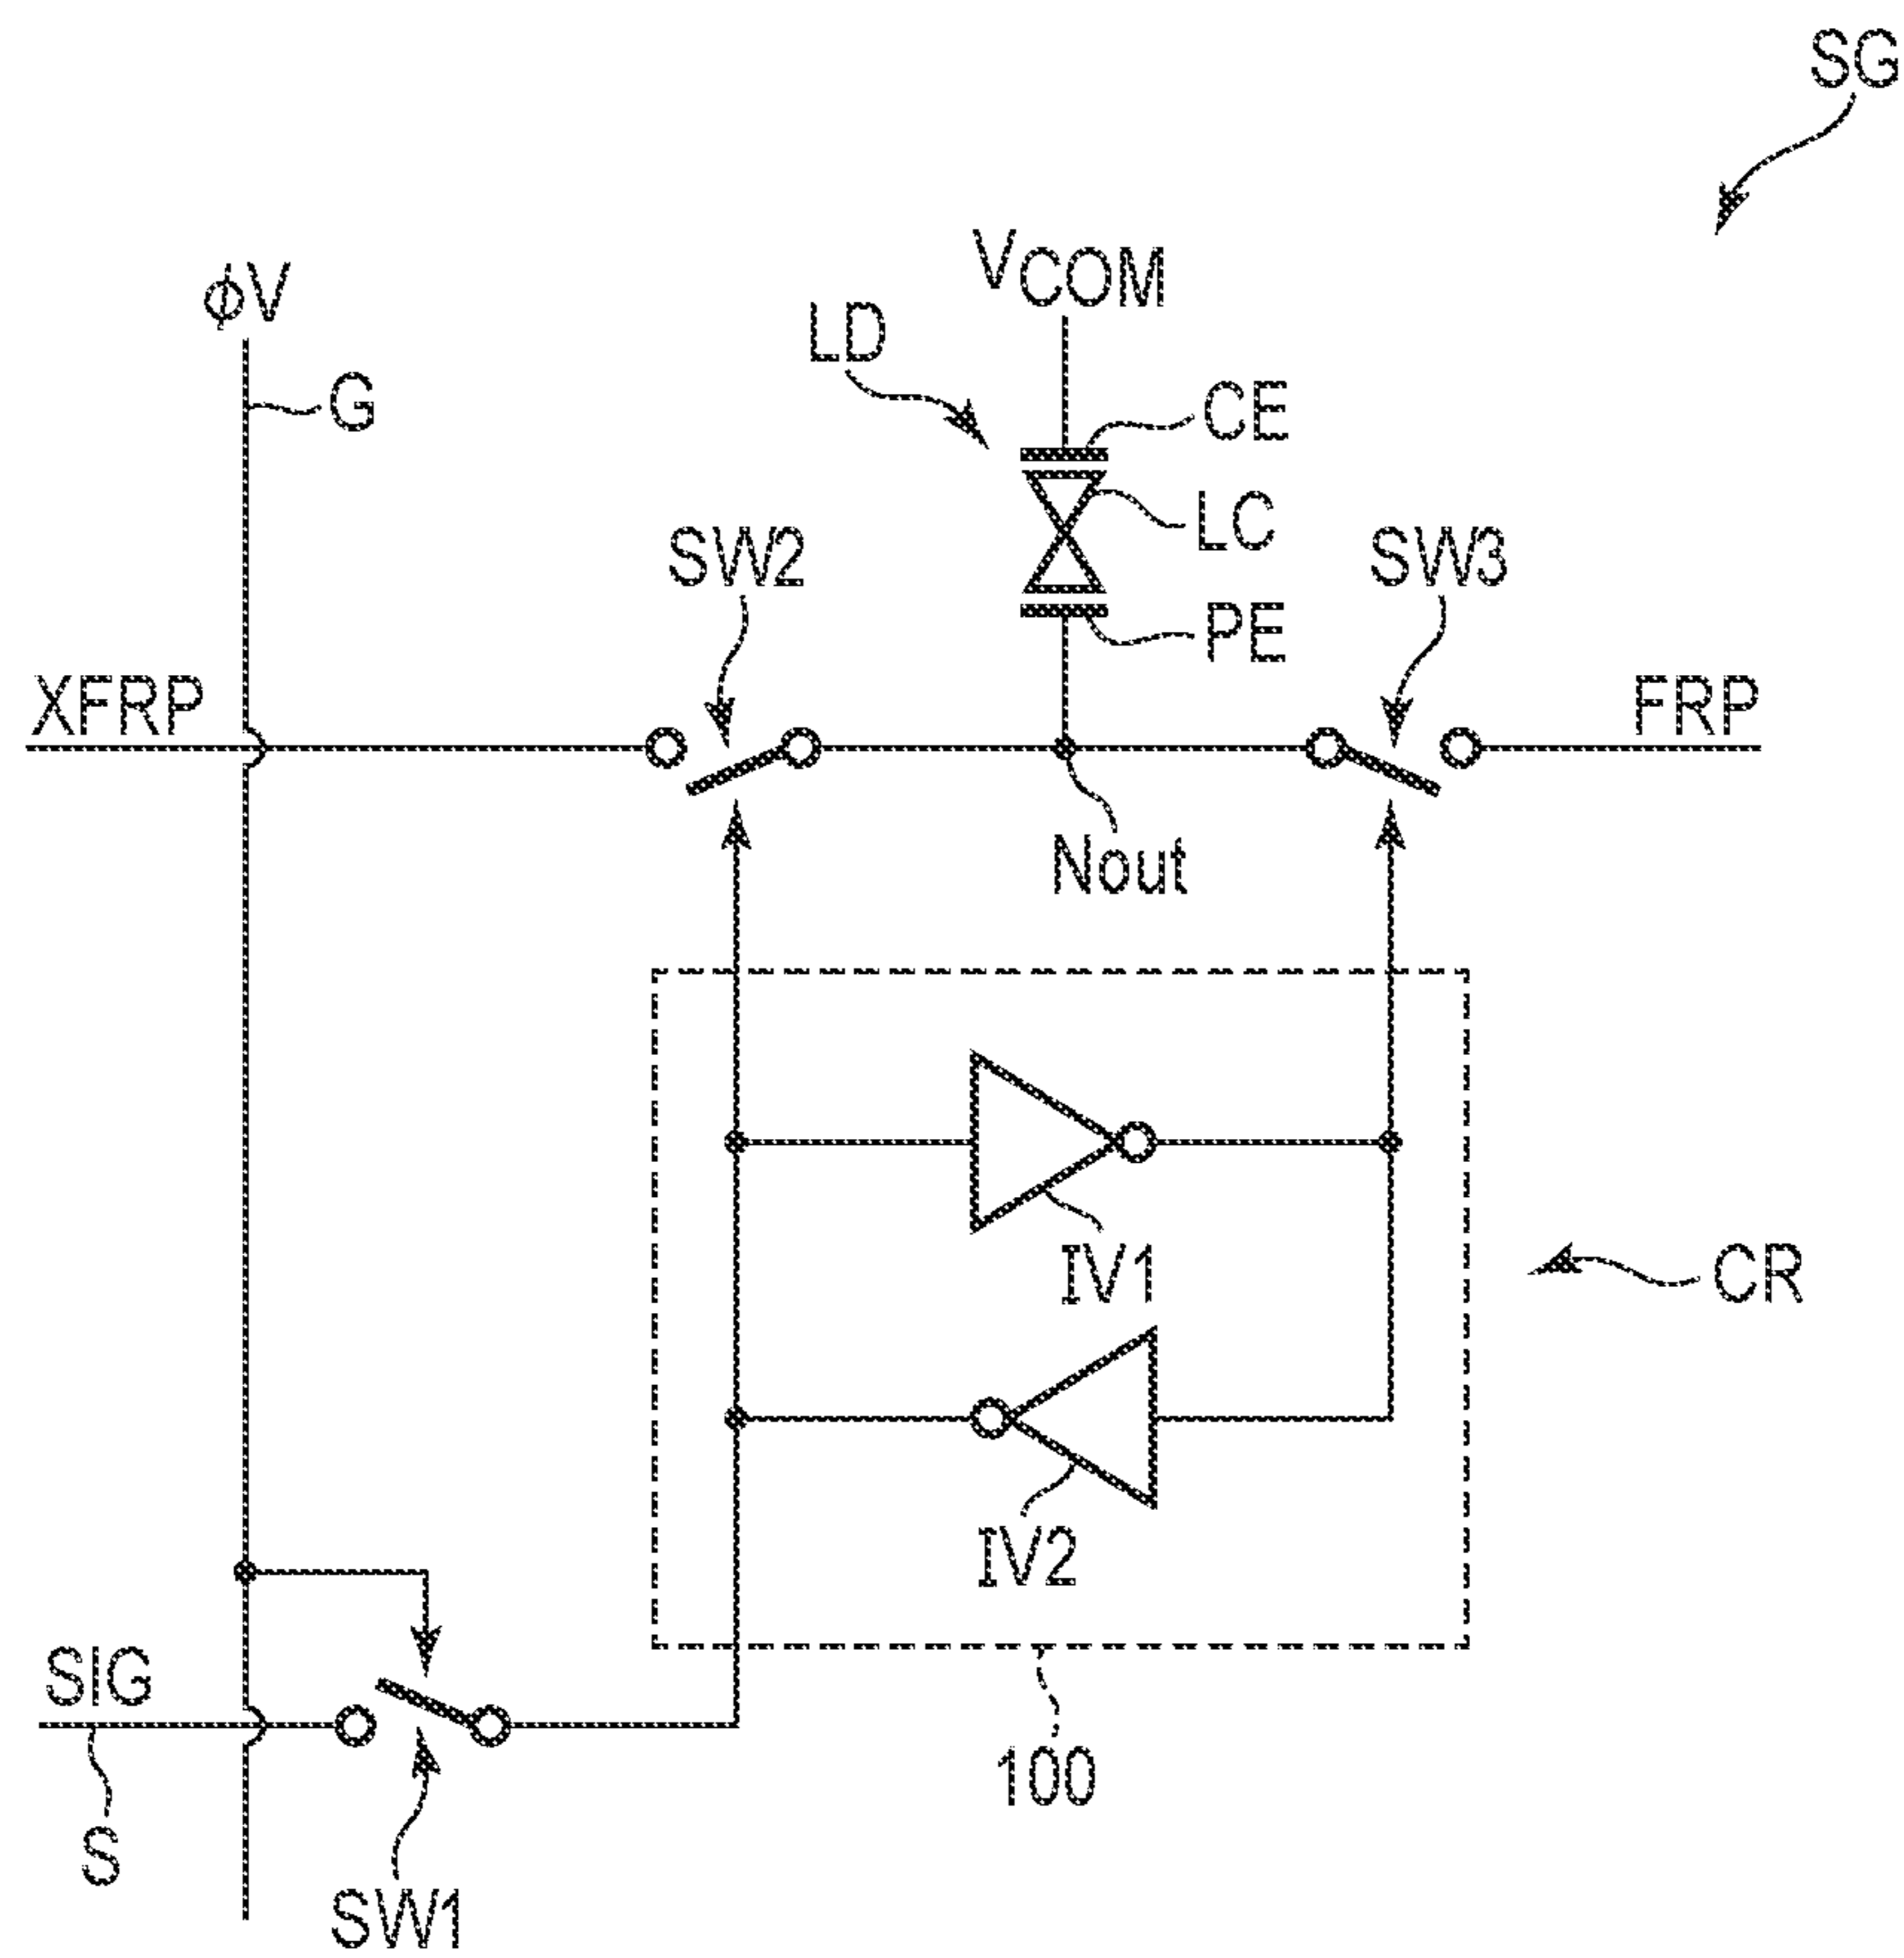 SG
VCOM
ϕV
LD
G
CE
LC
SW2
SW3
PE
XFRP
FRP
Nout
IV1
CR
IV2
SIG
100
S
SW1